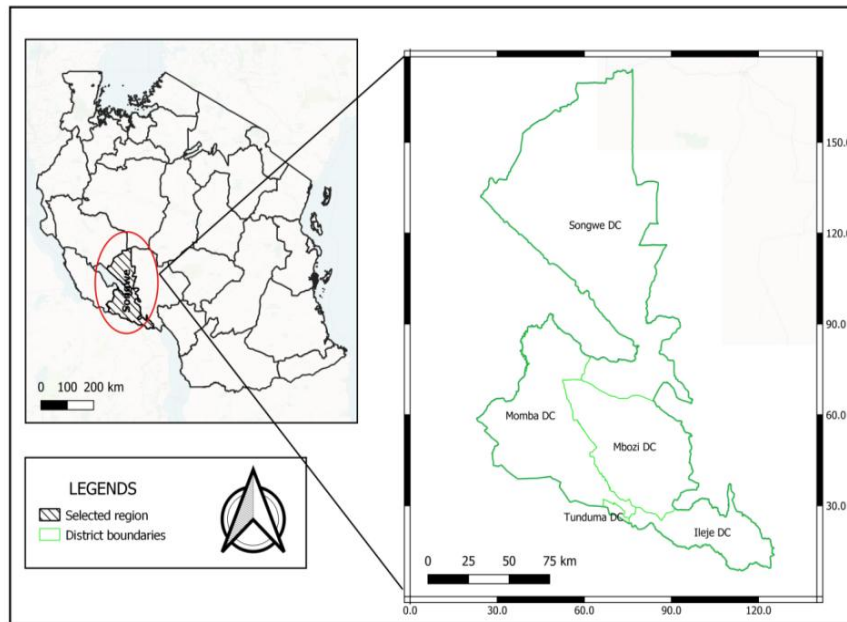 Songwe
0 100 200 km
LEGENDS
Selected region
District boundaries
150.0
Songwe DC
120.0
90.0
Momba DC
60.0
Mbozi DC
30.0
Tunduma DC
Ileje DC
0 25 50 75 km
0.0 30.0 60.0 90.0 120.0